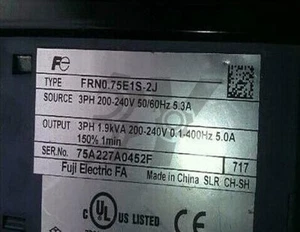 Fe
TYPE FRN0.75E1S-2J
SOURCE 3PH 200-240V 50/60Hz 5.3A
OUTPUT 3PH 1.9kVA 200-240V 0.1-400Hz 5.0A
150% 1min
SER.No. 75A227A0452F 717
Fuji Electric FA Made in China SLR CH-SH
C UL US LISTED CE